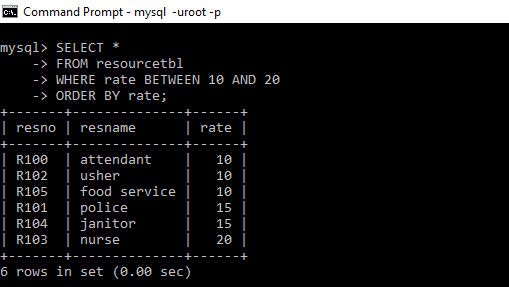 Command Prompt - mysql  -uroot -p
mysql> SELECT *
    -> FROM resourcetbl
    -> WHERE rate BETWEEN 10 AND 20
    -> ORDER BY rate;
+-------+--------------+------+
| resno | resname      | rate |
+-------+--------------+------+
| R100  | attendant    |   10 |
| R102  | usher        |   10 |
| R105  | food service |   10 |
| R101  | police       |   15 |
| R104  | janitor      |   15 |
| R103  | nurse        |   20 |
+-------+--------------+------+
6 rows in set (0.00 sec)